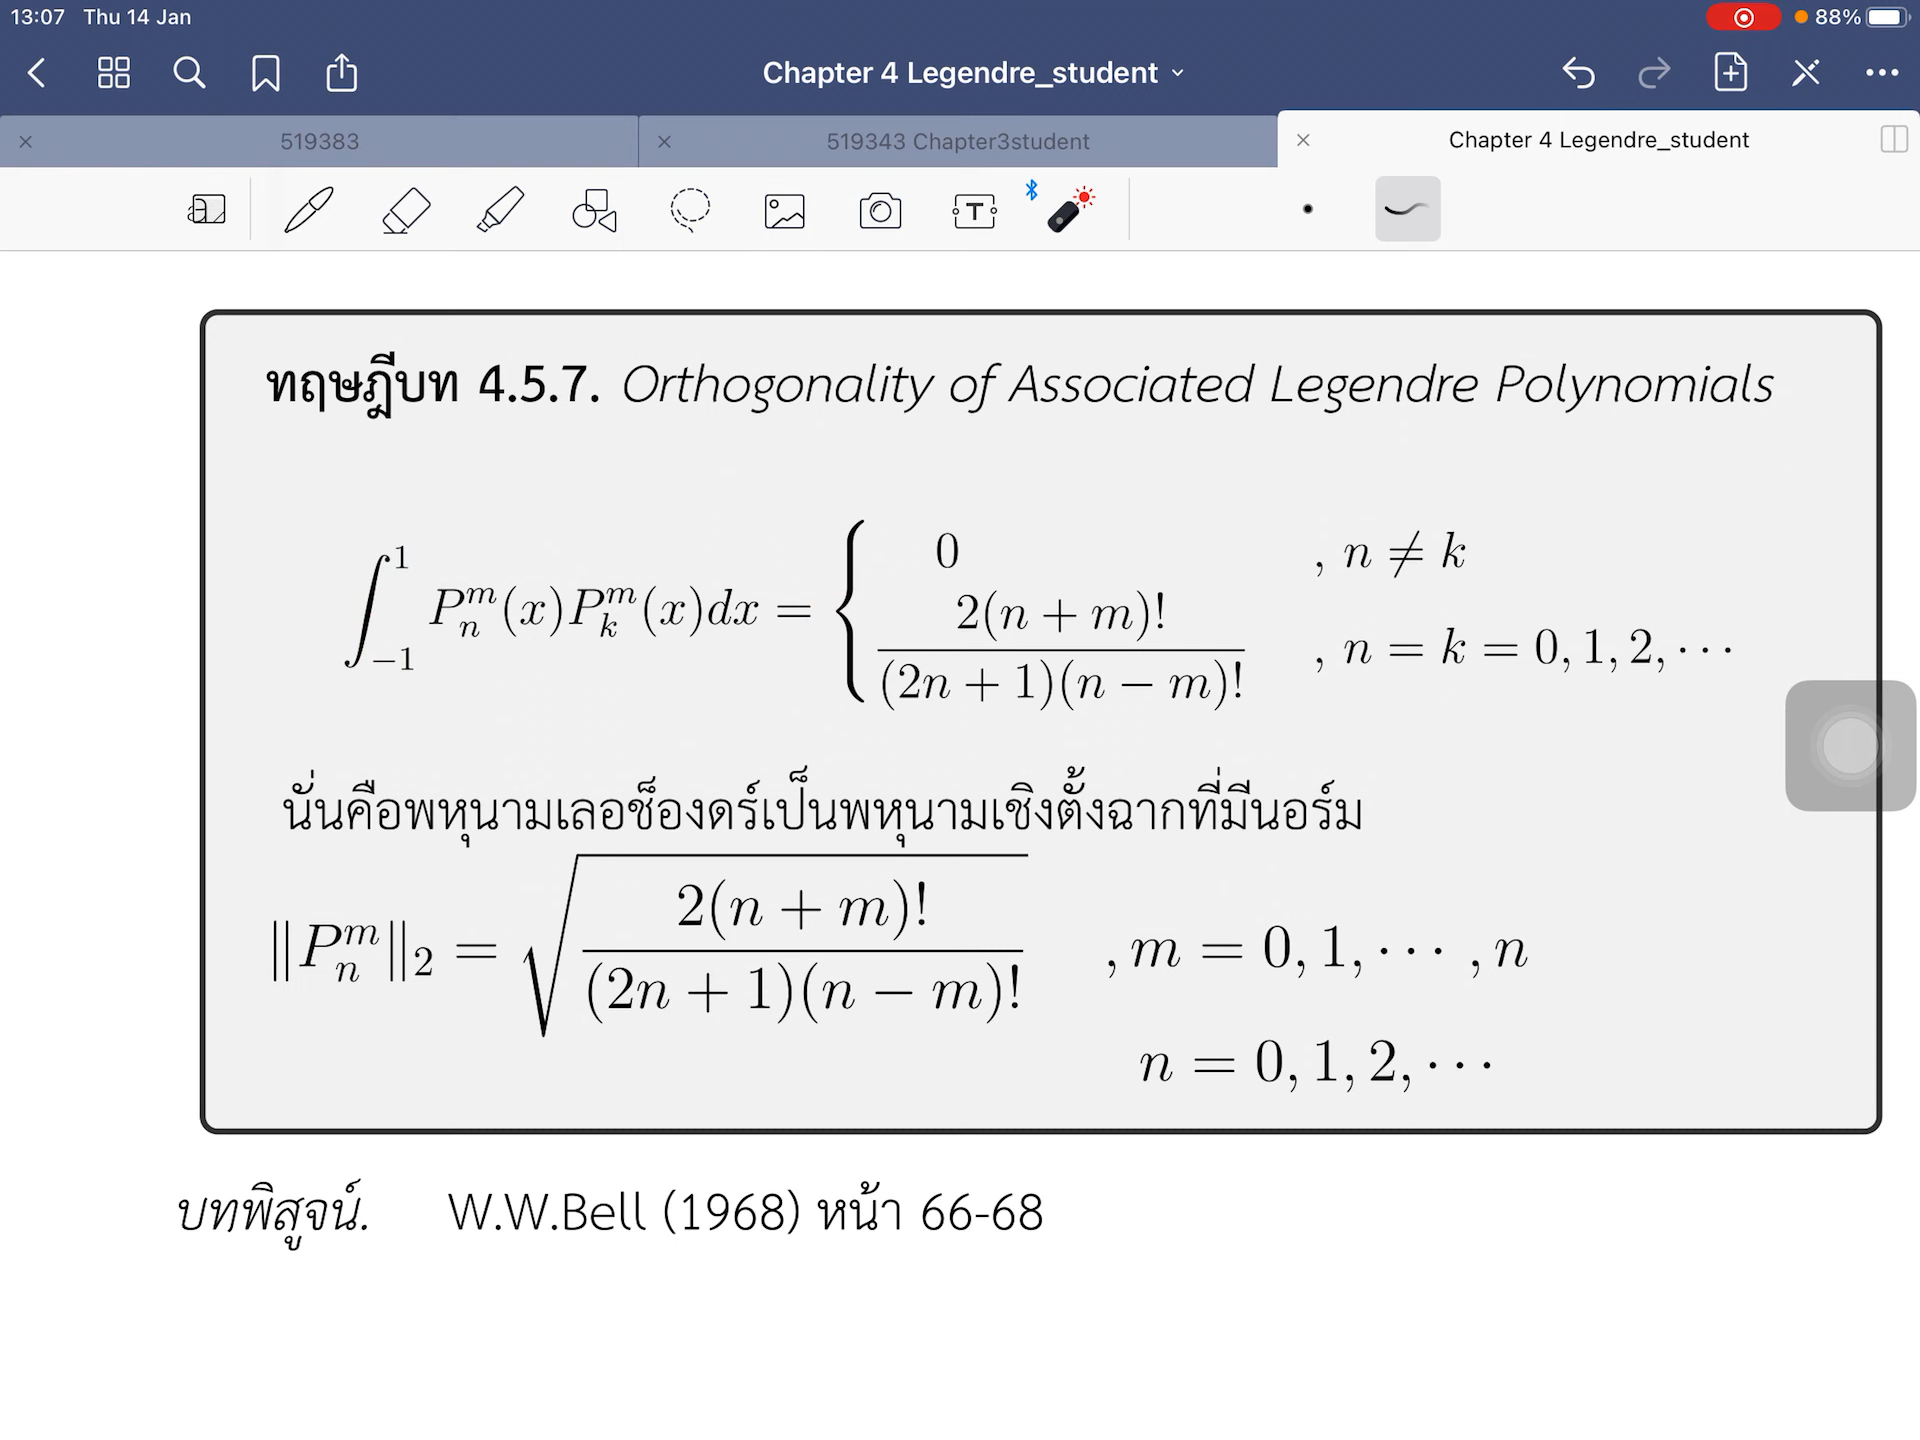 13:07 Thu 14 Jan 88%
Chapter 4 Legendre_student
519383 519343 Chapter3student Chapter 4 Legendre_student
ทฤษฎีบท 4.5.7. Orthogonality of Associated Legendre Polynomials
∫_{-1}^{1} P_n^m(x)P_k^m(x)dx = { 0 , n ≠ k
2(n + m)! / (2n + 1)(n − m)! , n = k = 0, 1, 2, ⋯
นั่นคือพหุนามเลอช็องดร์เป็นพหุนามเชิงตั้งฉากที่มีนอร์ม
‖P_n^m‖_2 = √(2(n + m)! / (2n + 1)(n − m)!) , m = 0, 1, ⋯ , n
n = 0, 1, 2, ⋯
บทพิสูจน์. W.W.Bell (1968) หน้า 66-68